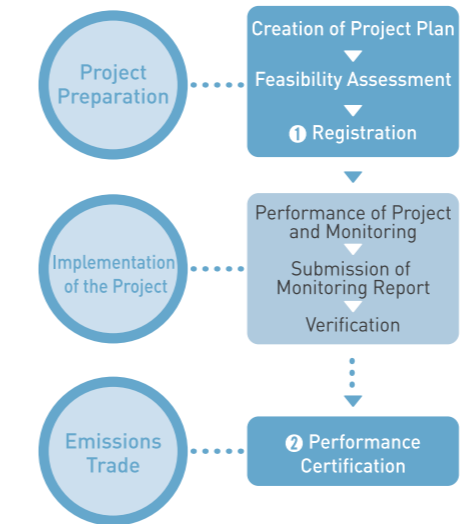 Project
Preparation
Creation of Project Plan
Feasibility Assessment
❶ Registration
Implementation
of the Project
Performance of Project
and Monitoring
Submission of
Monitoring Report
Verification
Emissions
Trade
❷ Performance
Certification